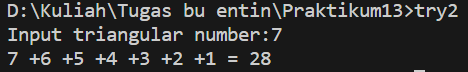 D:\Kuliah\Tugas bu entin\Praktikum13>try2
Input triangular number:7
7 +6 +5 +4 +3 +2 +1 = 28